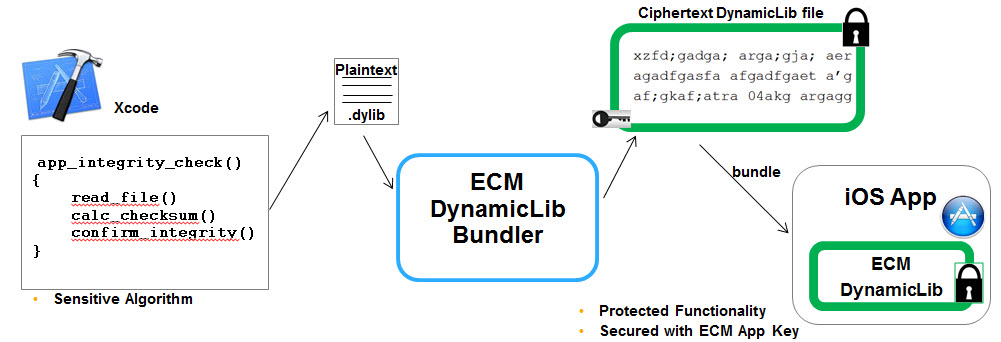 Ciphertext DynamicLib file
xzfd;gadga; arga;gja; aer
agadfgasfa afgadfgaet a’g
af;gkaf;atra 04akg argagg
Xcode
Plaintext
.dylib
app_integrity_check()
{
read_file()
calc_checksum()
confirm_integrity()
}
• Sensitive Algorithm
ECM
DynamicLib
Bundler
bundle
iOS App
ECM
DynamicLib
• Protected Functionality
• Secured with ECM App Key